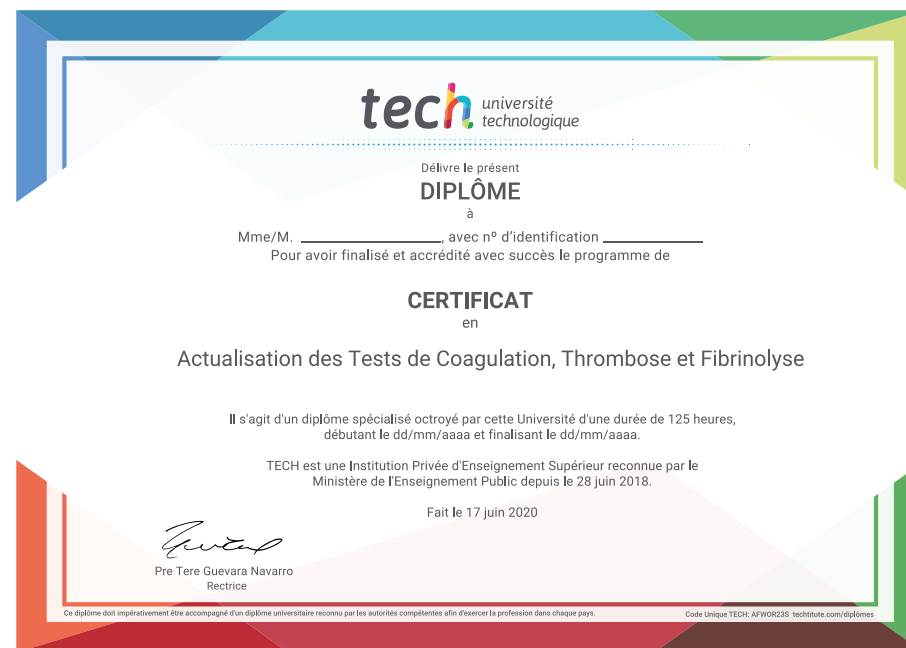 tech université
technologique
Délivre le présent
DIPLÔME
à
Mme/M. ____________________, avec nº d'identification ______________
Pour avoir finalisé et accrédité avec succès le programme de
CERTIFICAT
en
Actualisation des Tests de Coagulation, Thrombose et Fibrinolyse
Il s'agit d'un diplôme spécialisé octroyé par cette Université d'une durée de 125 heures,
débutant le dd/mm/aaaa et finalisant le dd/mm/aaaa.
TECH est une Institution Privée d'Enseignement Supérieur reconnue par le
Ministère de l'Enseignement Public depuis le 28 juin 2018.
Fait le 17 juin 2020
Pre Tere Guevara Navarro
Rectrice
Ce diplôme doit impérativement être accompagné d'un diplôme universitaire reconnu par les autorités compétentes afin d'exercer la profession dans chaque pays.
Code Unique TECH: AFWOR23S techtitute.com/diplômes